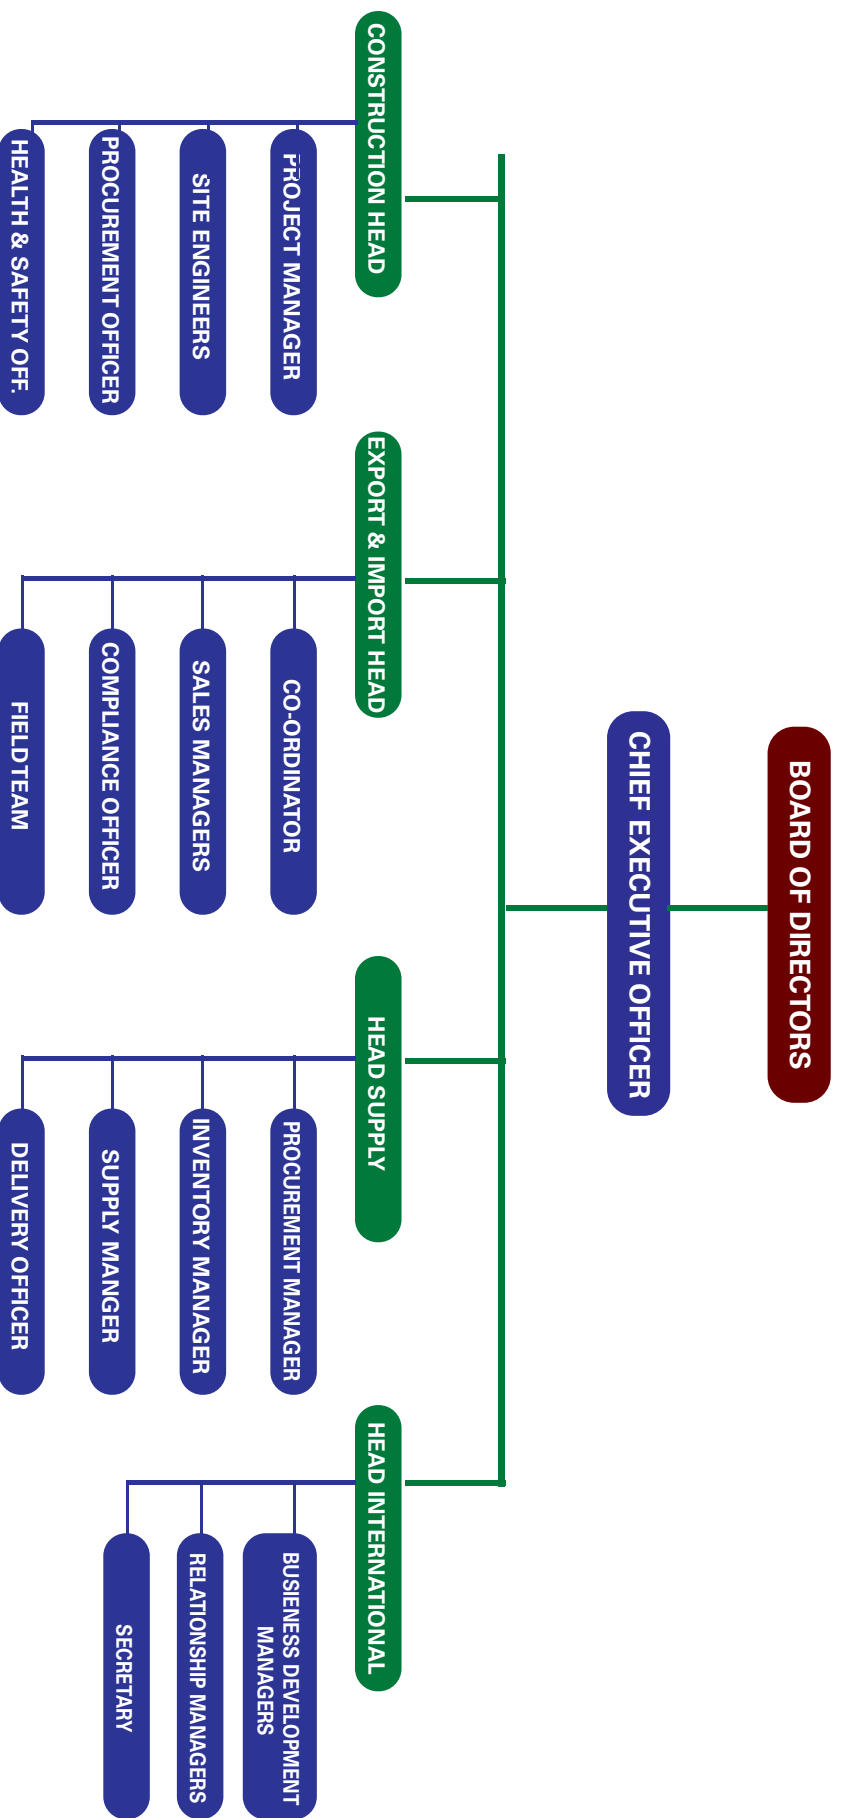 BOARD OF DIRECTORS
CHIEF EXECUTIVE OFFICER
CONSTRUCTION HEAD
PROJECT MANAGER
SITE ENGINEERS
PROCUREMENT OFFICER
HEALTH & SAFETY OFF.
EXPORT & IMPORT HEAD
CO-ORDINATOR
SALES MANAGERS
COMPLIANCE OFFICER
FIELD TEAM
HEAD SUPPLY
PROCUREMENT MANAGER
INVENTORY MANAGER
SUPPLY MANGER
DELIVERY OFFICER
HEAD INTERNATIONAL
BUSIENESS DEVELOPMENT
MANAGERS
RELATIONSHIP MANAGERS
SECRETARY